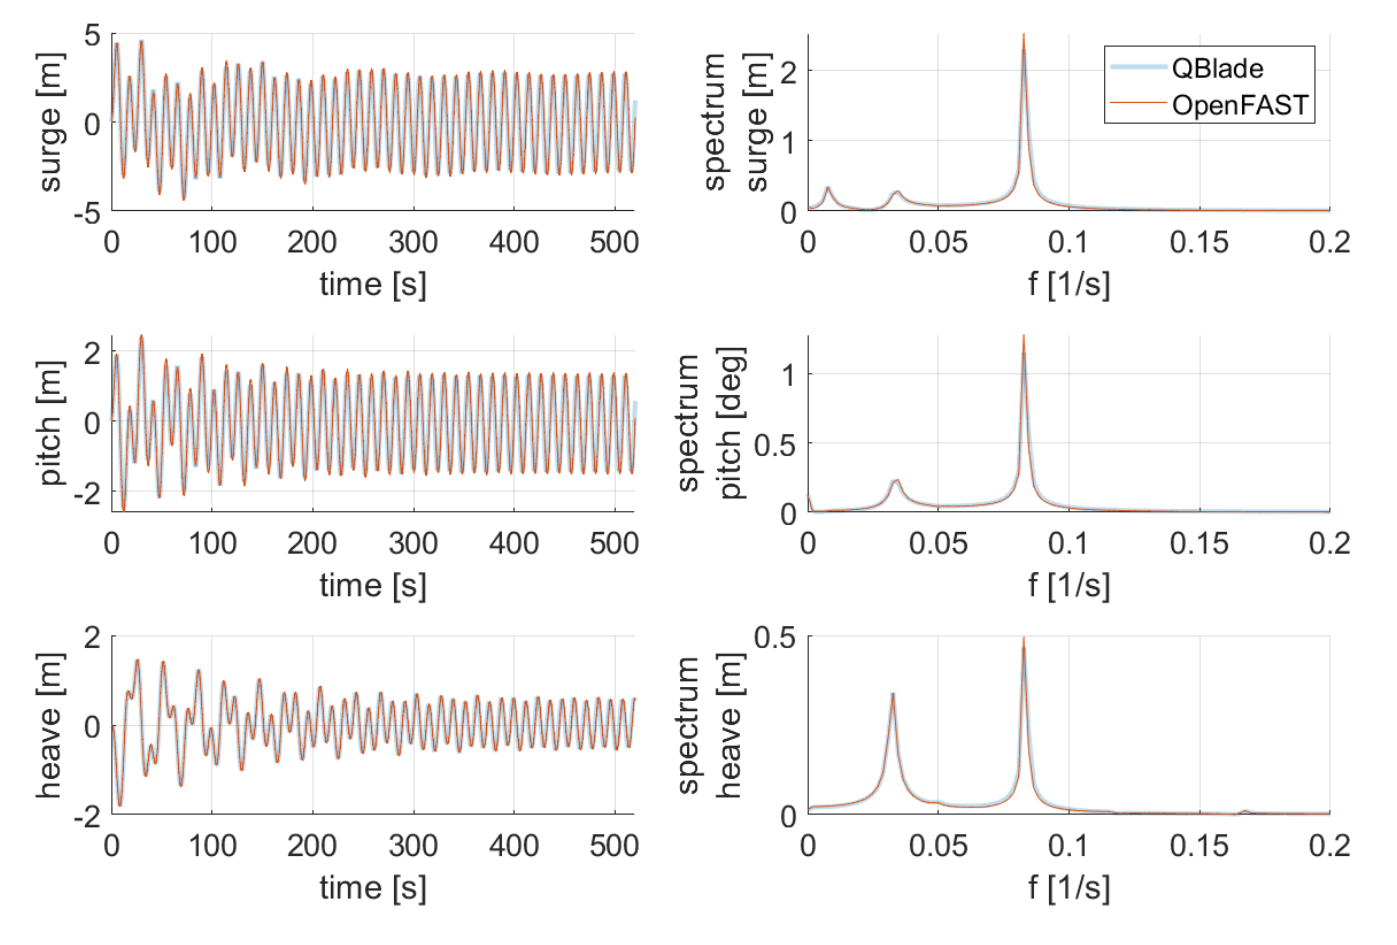 5
0
-5
surge [m]
0 100 200 300 400 500
time [s]
2
1
0
spectrum
surge [m]
QBlade
OpenFAST
0 0.05 0.1 0.15 0.2
f [1/s]
2
0
-2
pitch [m]
0 100 200 300 400 500
time [s]
1
0.5
0
spectrum
pitch [deg]
0 0.05 0.1 0.15 0.2
f [1/s]
2
0
-2
heave [m]
0 100 200 300 400 500
time [s]
0.5
0
spectrum
heave [m]
0 0.05 0.1 0.15 0.2
f [1/s]